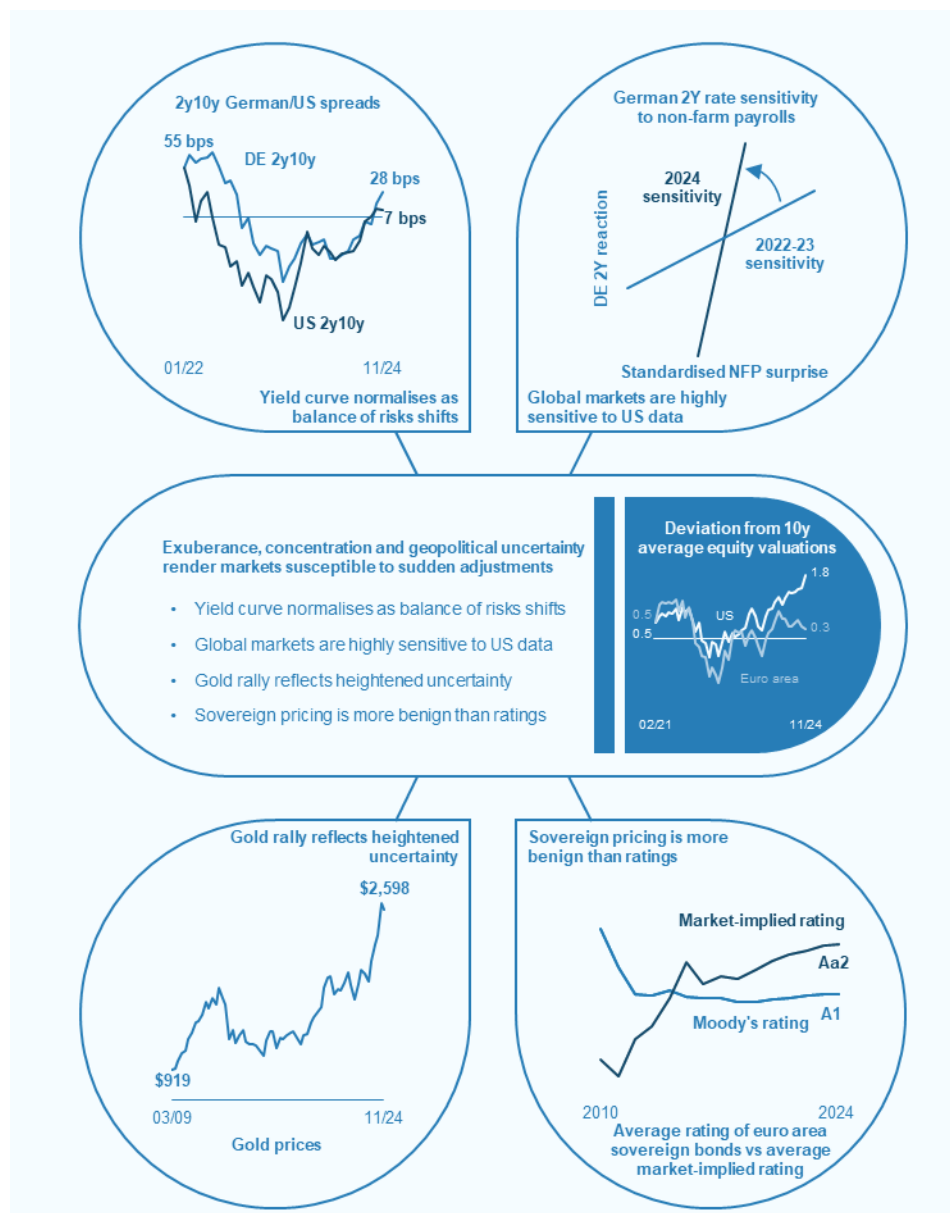 2y10y German/US spreads
55 bps
DE 2y10y
28 bps
7 bps
US 2y10y
01/22
11/24
Yield curve normalises as
balance of risks shifts
German 2Y rate sensitivity
to non-farm payrolls
2024
sensitivity
DE 2Y reaction
2022-23
sensitivity
Standardised NFP surprise
Global markets are highly
sensitive to US data
Exuberance, concentration and geopolitical uncertainty
render markets susceptible to sudden adjustments
• Yield curve normalises as balance of risks shifts
• Global markets are highly sensitive to US data
• Gold rally reflects heightened uncertainty
• Sovereign pricing is more benign than ratings
Deviation from 10y
average equity valuations
1.8
0.5
US
0.5
0.3
Euro area
02/21
11/24
Gold rally reflects heightened
uncertainty
$2,598
$919
03/09
11/24
Gold prices
Sovereign pricing is more
benign than ratings
Market-implied rating
Aa2
Moody's rating
A1
2010
2024
Average rating of euro area
sovereign bonds vs average
market-implied rating